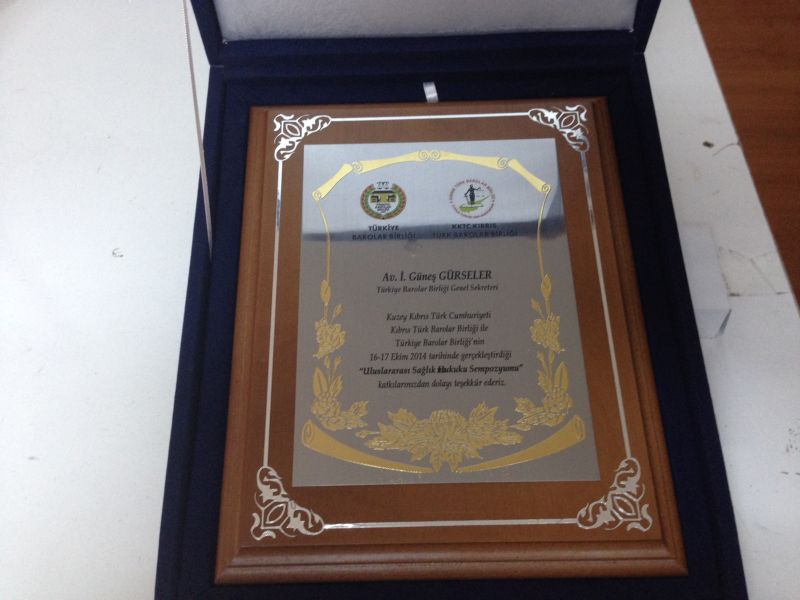 TÜRKİYE
BAROLAR BİRLİĞİ
KKTC KIBRIS
TÜRK BAROLAR BİRLİĞİ
Av. İ. Güneş GÜRSELER
Türkiye Barolar Birliği Genel Sekreteri
Kuzey Kıbrıs Türk Cumhuriyeti
Kıbrıs Türk Barolar Birliği ile
Türkiye Barolar Birliği'nin
16-17 Ekim 2014 tarihinde gerçekleştirdiği
"Uluslararası Sağlık Hukuku Sempozyumu"
katkılarınızdan dolayı teşekkür ederiz.